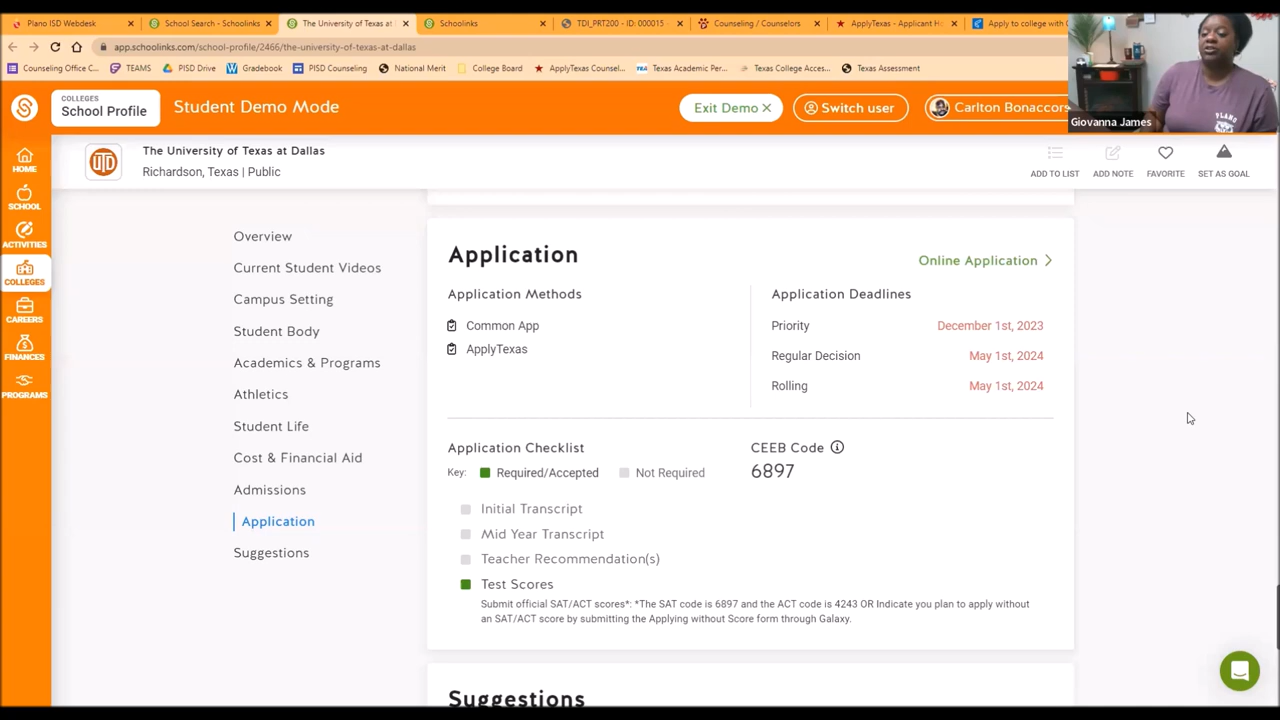 Plano ISD Webdesk
School Search - Schoolinks
The University of Texas at
Schoolinks
TDI_PRT200 - ID: 000015
Counseling / Counselors
ApplyTexas - Applicant H
Apply to college with
app.schoolinks.com/school-profile/2466/the-university-of-texas-at-dallas
Counseling Office C... TEAMS PISD Drive Gradebook PISD Counseling National Merit College Board ApplyTexas Counsel... Texas Academic Per... Texas College Acces... Texas Assessment
Giovanna James
COLLEGES
School Profile
Student Demo Mode
Exit Demo ×
Switch user
Carlton Bonaccors
HOME
SCHOOL
ACTIVITIES
COLLEGES
CAREERS
FINANCES
PROGRAMS
UTD
The University of Texas at Dallas
Richardson, Texas | Public
ADD TO LIST
ADD NOTE
FAVORITE
SET AS GOAL
Overview
Current Student Videos
Campus Setting
Student Body
Academics & Programs
Athletics
Student Life
Cost & Financial Aid
Admissions
Application
Suggestions
Application
Online Application >
Application Methods
Common App
ApplyTexas
Application Deadlines
Priority December 1st, 2023
Regular Decision May 1st, 2024
Rolling May 1st, 2024
Application Checklist
Key: Required/Accepted Not Required
CEEB Code
6897
Initial Transcript
Mid Year Transcript
Teacher Recommendation(s)
Test Scores
Submit official SAT/ACT scores*: *The SAT code is 6897 and the ACT code is 4243 OR Indicate you plan to apply without
an SAT/ACT score by submitting the Applying without Score form through Galaxy.
Suggestions
PLANO